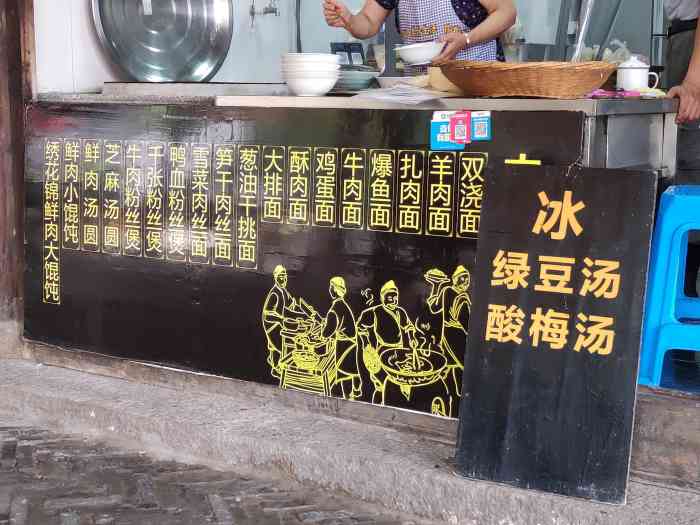 双浇面
羊肉面
扎肉面
爆鱼面
牛肉面
鸡蛋面
酥肉面
大排面
葱油干挑面
笋干肉丝面
雪菜肉丝面
鸭血粉丝煲
千张粉丝煲
牛肉粉丝煲
芝麻汤圆
鲜肉汤圆
鲜肉小馄饨
绣花锦鲜肉大馄饨
冰
绿豆汤
酸梅汤